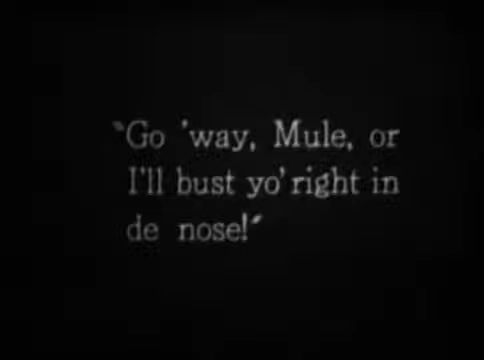 "Go 'way, Mule, or
I'll bust yo' right in
de nose!"